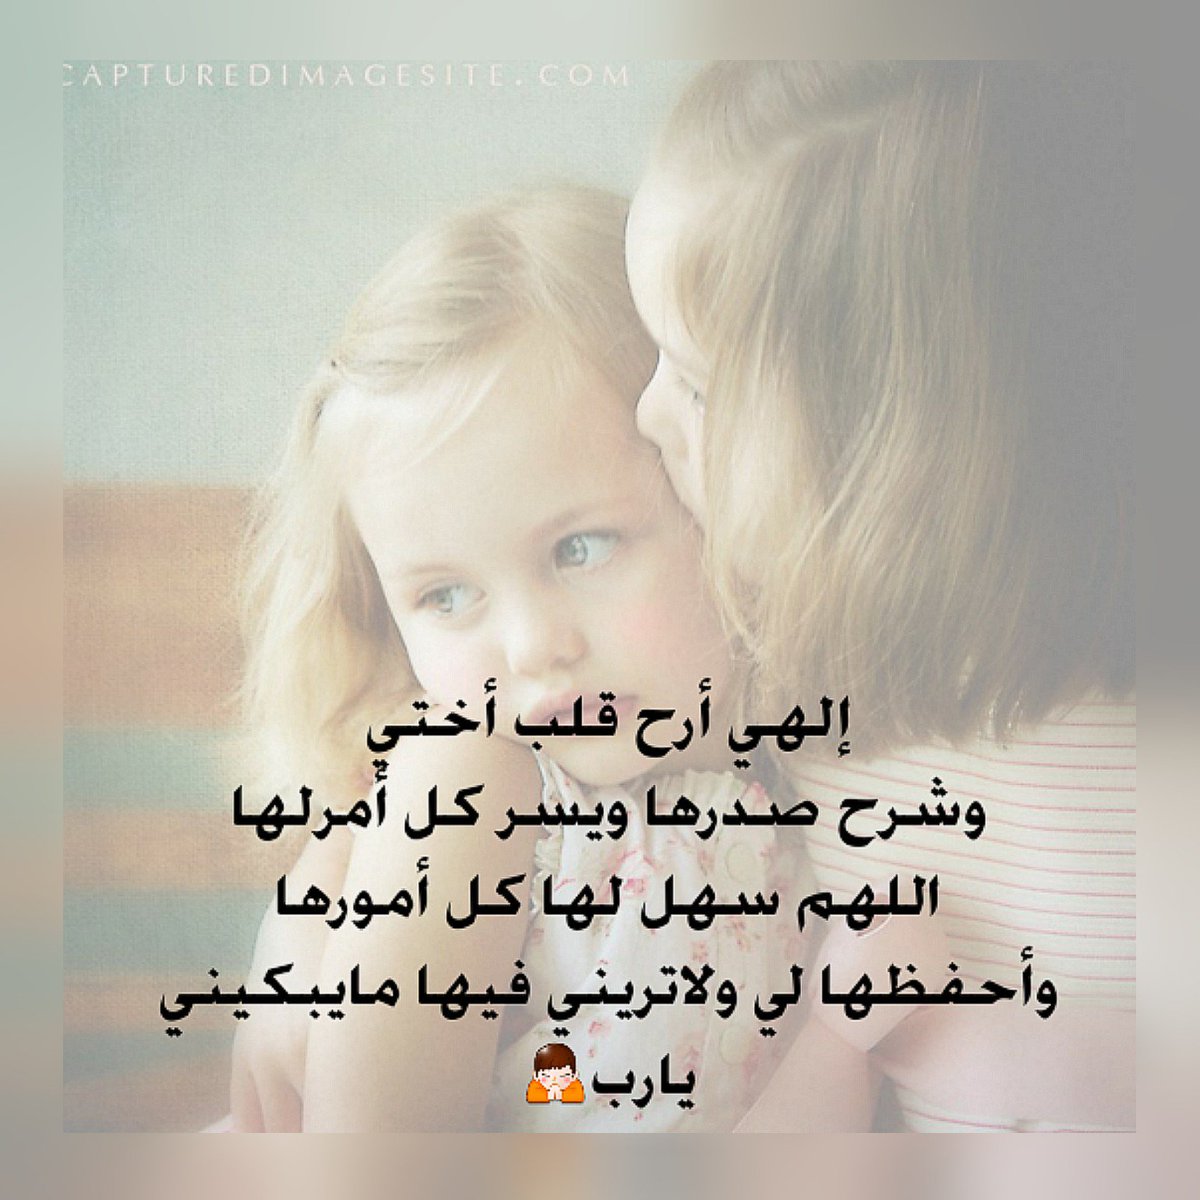 CAPTUREDIMAGESITE.COM
إلهي أرح قلب أختي
وشرح صدرها ويسر كل أمرلها
اللهم سهل لها كل أمورها
وأحفظها لي ولاتريني فيها مايبكيني
يارب🙏